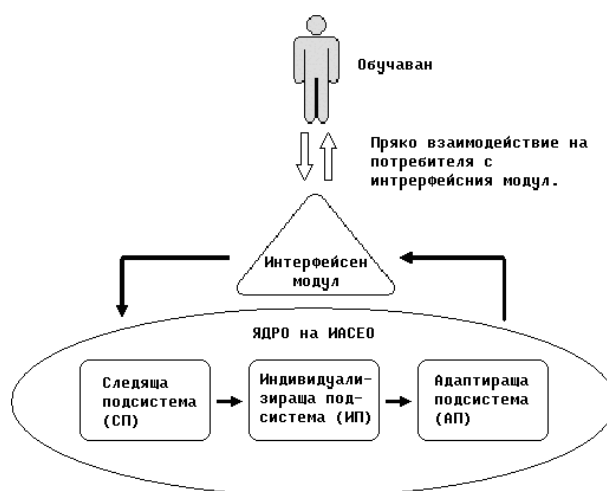 Обучаван
Пряко взаимодействие на
потребителя с
интрерфейсния модул.
Интерфейсен
модул
ЯДРО на ИАСЕО
Следяща
подсистема
(СП)
Индивидуали-
зираща под-
система (ИП)
Адаптираща
подсистема
(АП)